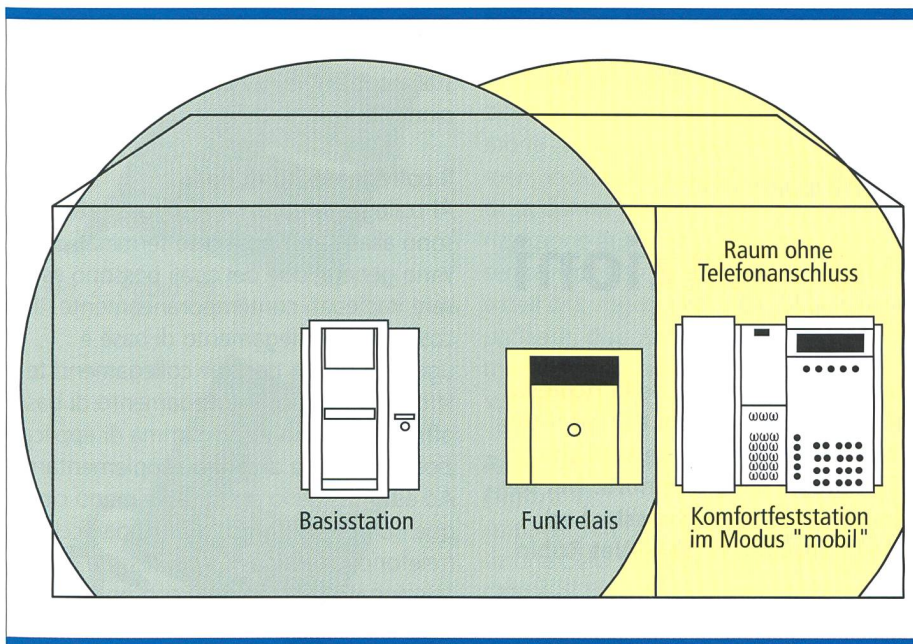 Raum ohne
Telefonanschluss
Basisstation
Funkrelais
Komfortfeststation
im Modus "mobil"